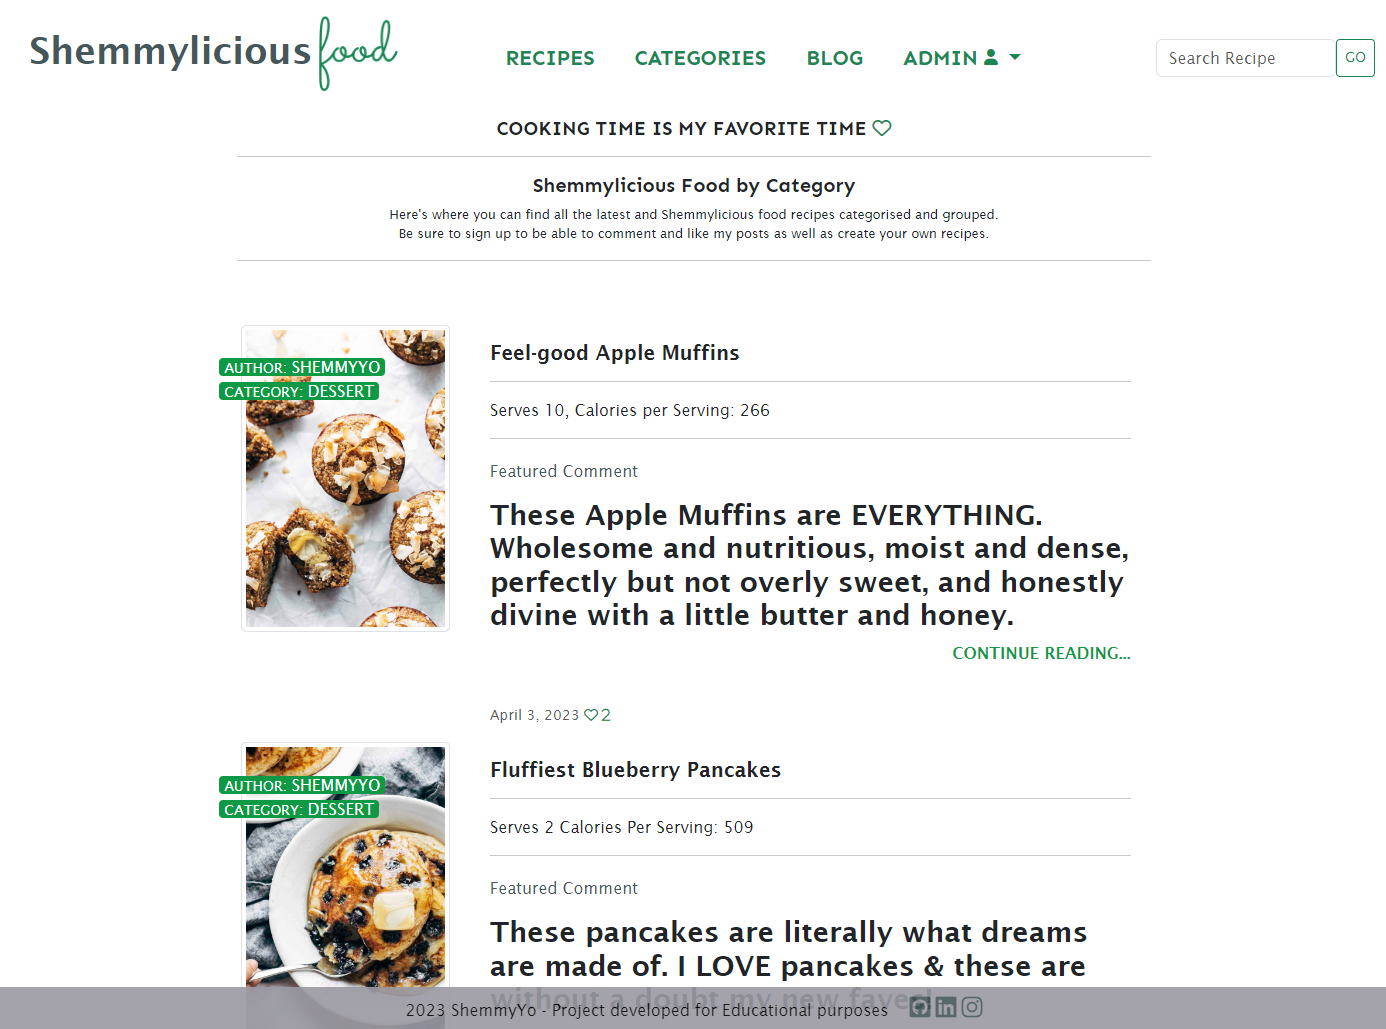 Shemmylicious food
RECIPES CATEGORIES BLOG ADMIN
Search Recipe GO
COOKING TIME IS MY FAVORITE TIME
Shemmylicious Food by Category
Here's where you can find all the latest and Shemmylicious food recipes categorised and grouped.
Be sure to sign up to be able to comment and like my posts as well as create your own recipes.
AUTHOR: SHEMMYYO
CATEGORY: DESSERT
Feel-good Apple Muffins
Serves 10, Calories per Serving: 266
Featured Comment
These Apple Muffins are EVERYTHING.
Wholesome and nutritious, moist and dense,
perfectly but not overly sweet, and honestly
divine with a little butter and honey.
CONTINUE READING...
April 3, 2023 2
AUTHOR: SHEMMYYO
CATEGORY: DESSERT
Fluffiest Blueberry Pancakes
Serves 2 Calories Per Serving: 509
Featured Comment
These pancakes are literally what dreams
are made of. I LOVE pancakes & these are
without a doubt my new faves!
2023 ShemmyYo - Project developed for Educational purposes